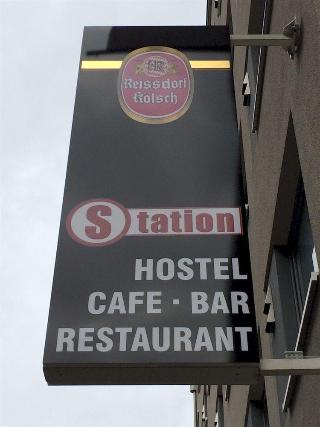 Reissdorf
Kölsch
Station
HOSTEL
CAFE · BAR
RESTAURANT